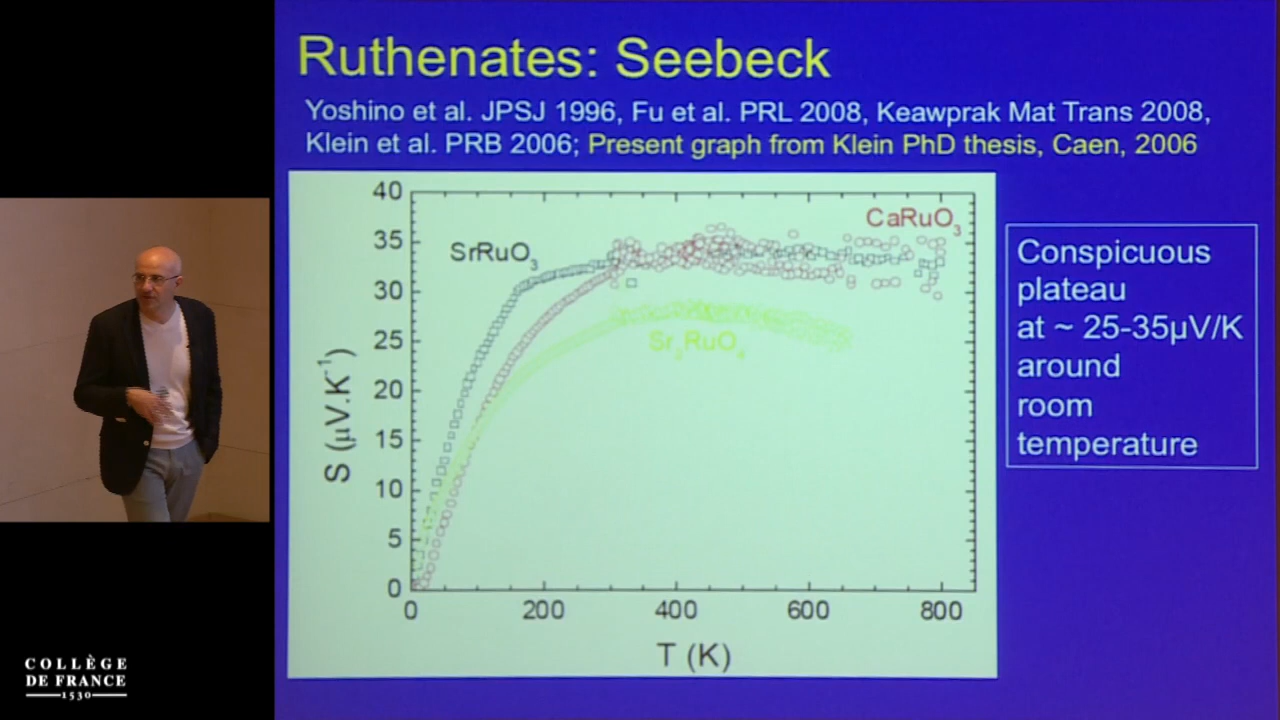 Ruthenates: Seebeck
Yoshino et al. JPSJ 1996, Fu et al. PRL 2008, Keawprak Mat Trans 2008,
Klein et al. PRB 2006; Present graph from Klein PhD thesis, Caen, 2006
40
35
30
25
20
15
10
5
0
S (μV.K⁻¹)
SrRuO₃
CaRuO₃
Sr₂RuO₄
0 200 400 600 800
T (K)
Conspicuous
plateau
at ~ 25-35μV/K
around
room
temperature
COLLÈGE
DE FRANCE
1530